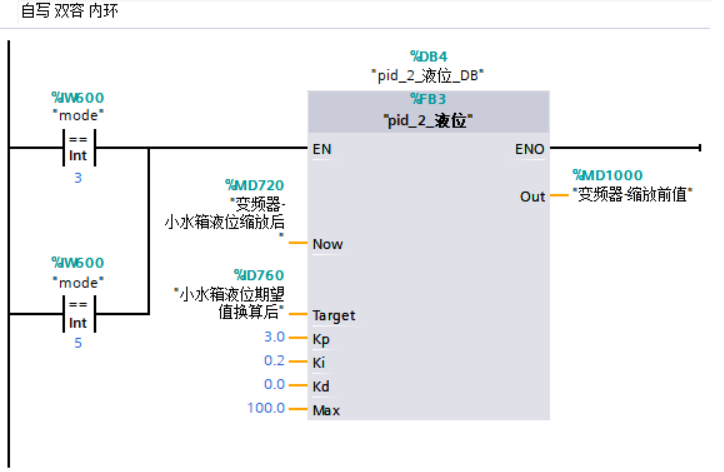 自写 双容 内环
%DB4
"pid_2_液位_DB"
%IW600
"mode"
==
Int
3
%FB3
"pid_2_液位"
EN
ENO
%MD720
"变频器-
小水箱液位缩放后
"
Now
%MD1000
"变频器-缩放前值"
Out
%IW600
"mode"
==
Int
5
%ID760
"小水箱液位期望
值换算后"
Target
3.0
Kp
0.2
Ki
0.0
Kd
100.0
Max